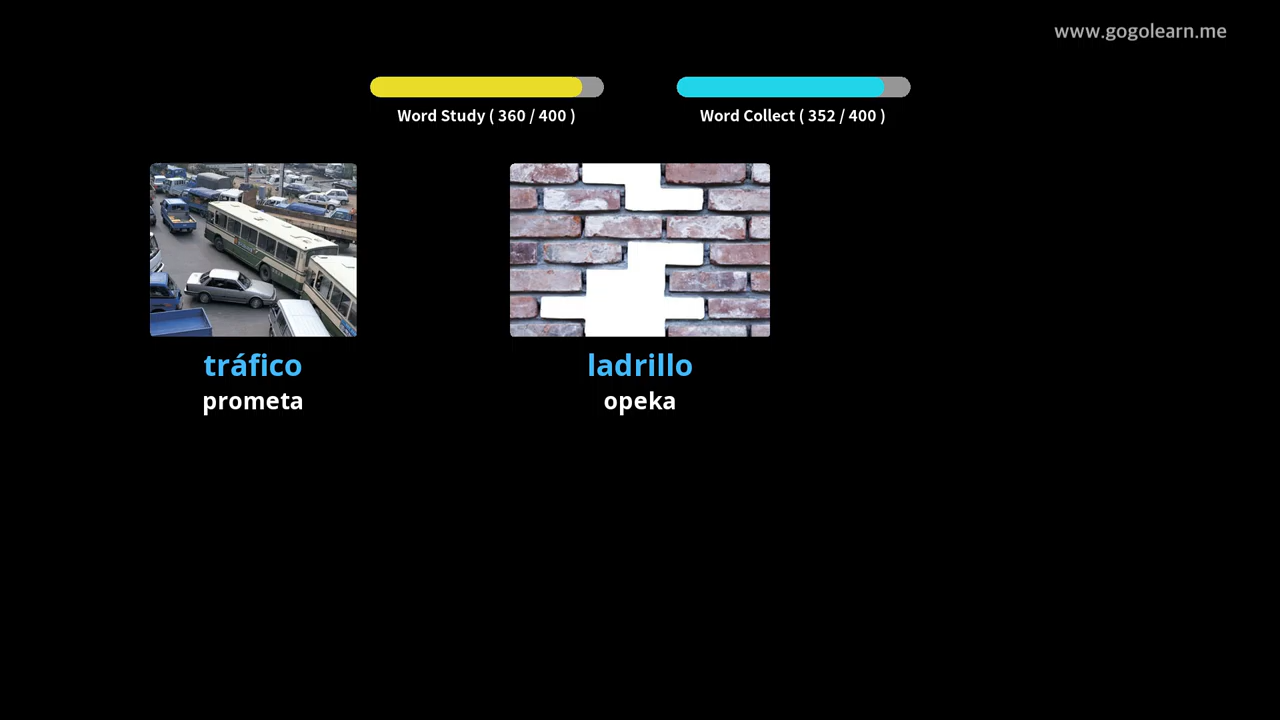 www.gogolearn.me
Word Study ( 360 / 400 )
Word Collect ( 352 / 400 )
tráfico
prometa
ladrillo
opeka